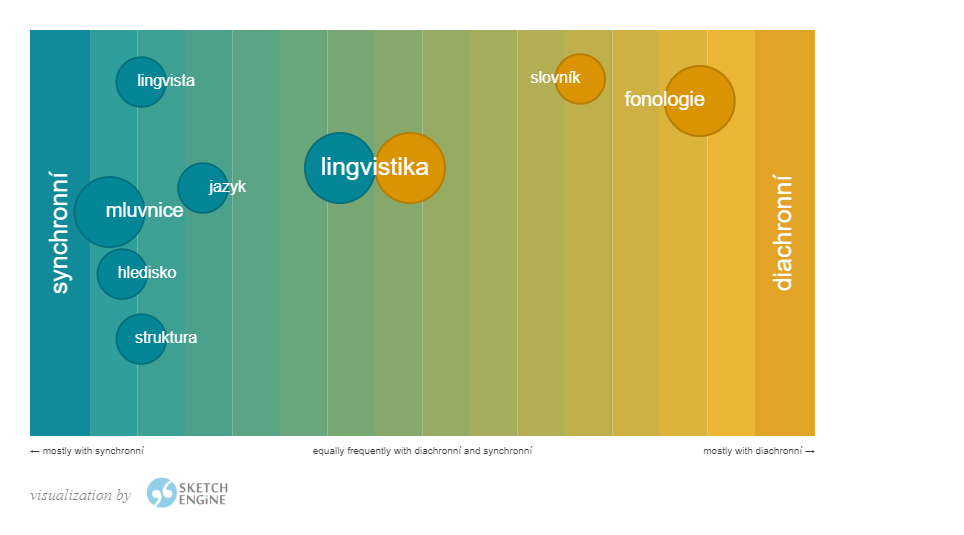 synchronní
lingvista
mluvnice
jazyk
hledisko
struktura
lingvistika
slovník
fonologie
diachronní
← mostly with synchronní
equally frequently with diachronní and synchronní
mostly with diachronní →
visualization by
SKETCH
ENGINE